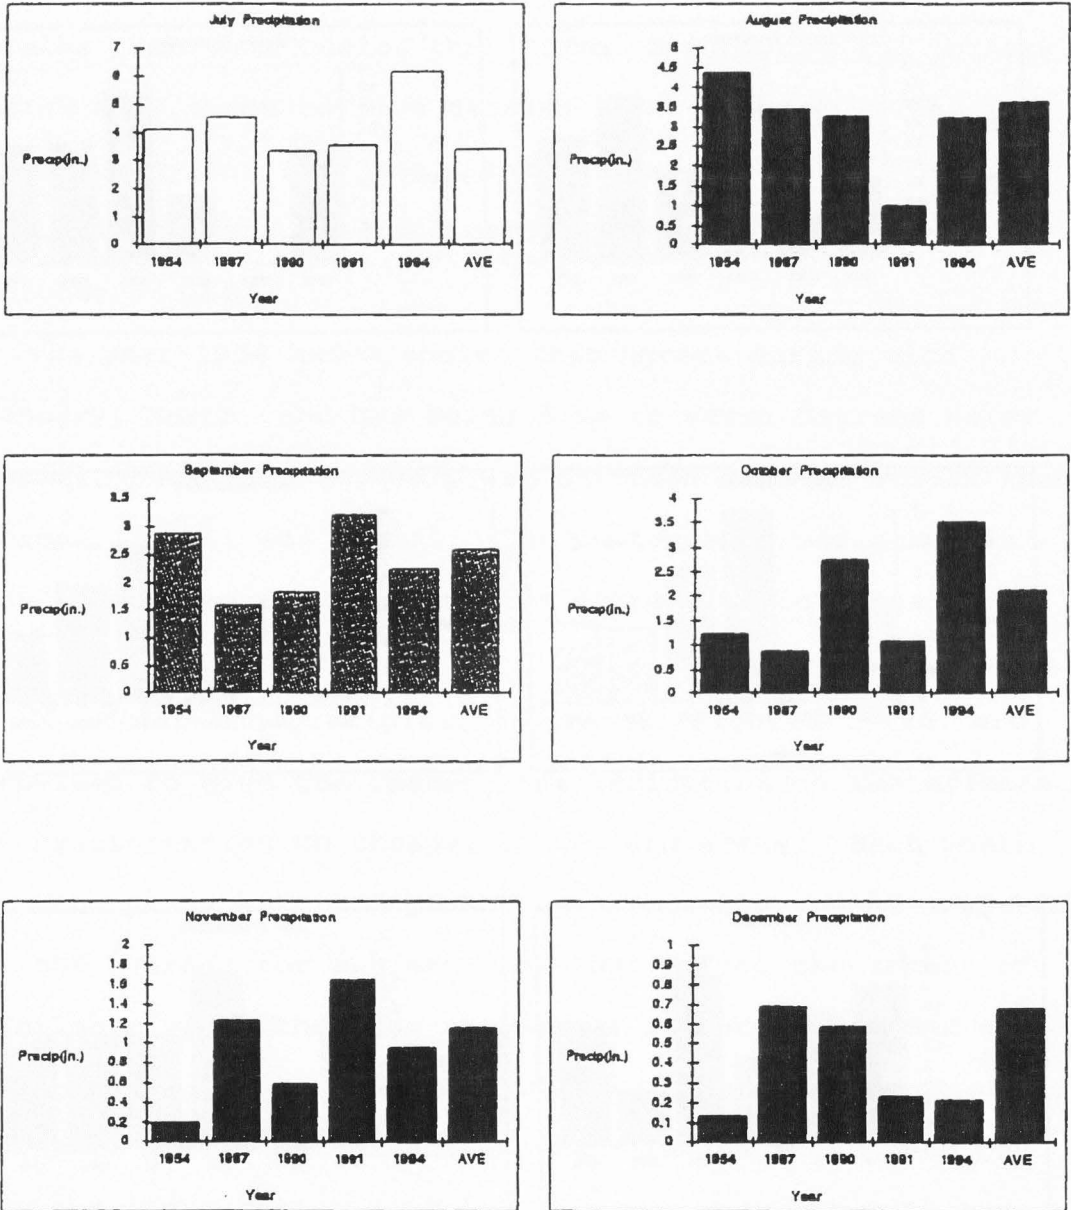 July Precipitation
7
6
5
4
3
2
1
0
Precip(in.)
1954 1987 1990 1991 1994 AVE
Year
August Precipitation
5
4.5
4
3.5
3
2.5
2
1.5
1
0.5
0
Precip(in.)
1954 1987 1990 1991 1994 AVE
Year
September Precipitation
3.5
3
2.5
2
1.5
1
0.5
0
Precip(in.)
1954 1987 1990 1991 1994 AVE
Year
October Precipitation
4
3.5
3
2.5
2
1.5
1
0.5
0
Precip(in.)
1954 1987 1990 1991 1994 AVE
Year
November Precipitation
2
1.8
1.6
1.4
1.2
1
0.8
0.6
0.4
0.2
0
Precip(in.)
1954 1987 1990 1991 1994 AVE
Year
December Precipitation
1
0.9
0.8
0.7
0.6
0.5
0.4
0.3
0.2
0.1
0
Precip(in.)
1954 1987 1990 1991 1994 AVE
Year